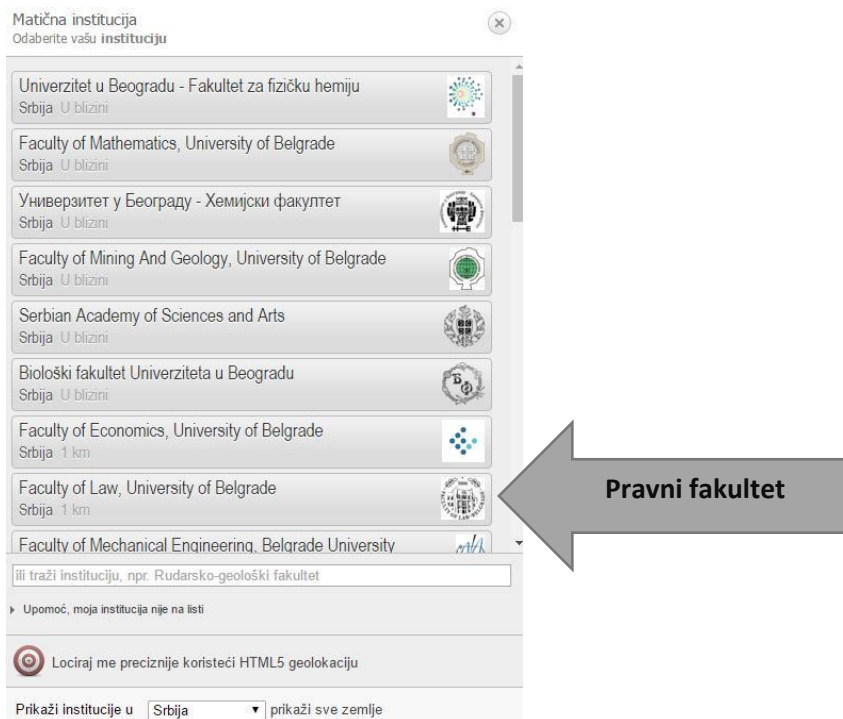 Matična institucija
Odaberite vašu instituciju
Univerzitet u Beogradu - Fakultet za fizičku hemiju
Srbija U blizini
Faculty of Mathematics, University of Belgrade
Srbija U blizini
Универзитет у Београду - Хемијски факултет
Srbija U blizini
Faculty of Mining And Geology, University of Belgrade
Srbija U blizini
Serbian Academy of Sciences and Arts
Srbija U blizini
Biološki fakultet Univerziteta u Beogradu
Srbija U blizini
Faculty of Economics, University of Belgrade
Srbija 1 km
Faculty of Law, University of Belgrade
Srbija 1 km
Pravni fakultet
Faculty of Mechanical Engineering, Belgrade University
ili traži instituciju, npr. Rudarsko-geološki fakultet
Upomoć, moja institucija nije na listi
Lociraj me preciznije koristeći HTML5 geolokaciju
Prikaži institucije u Srbija prikaži sve zemlje